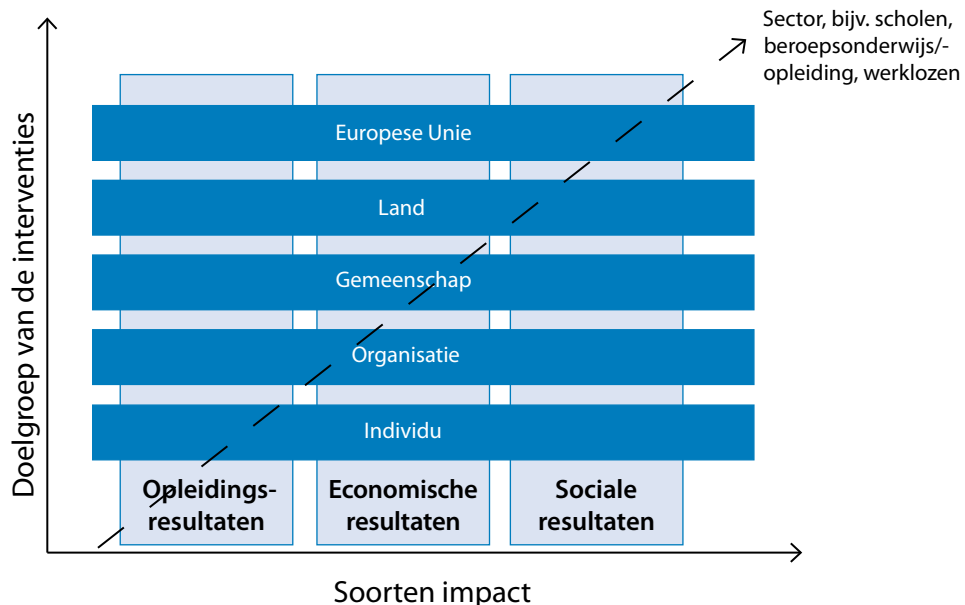 Sector, bijv. scholen,
beroepsonderwijs/-
opleiding, werklozen
Doelgroep van de interventies
Europese Unie
Land
Gemeenschap
Organisatie
Individu
Opleidings-
resultaten
Economische
resultaten
Sociale
resultaten
Soorten impact